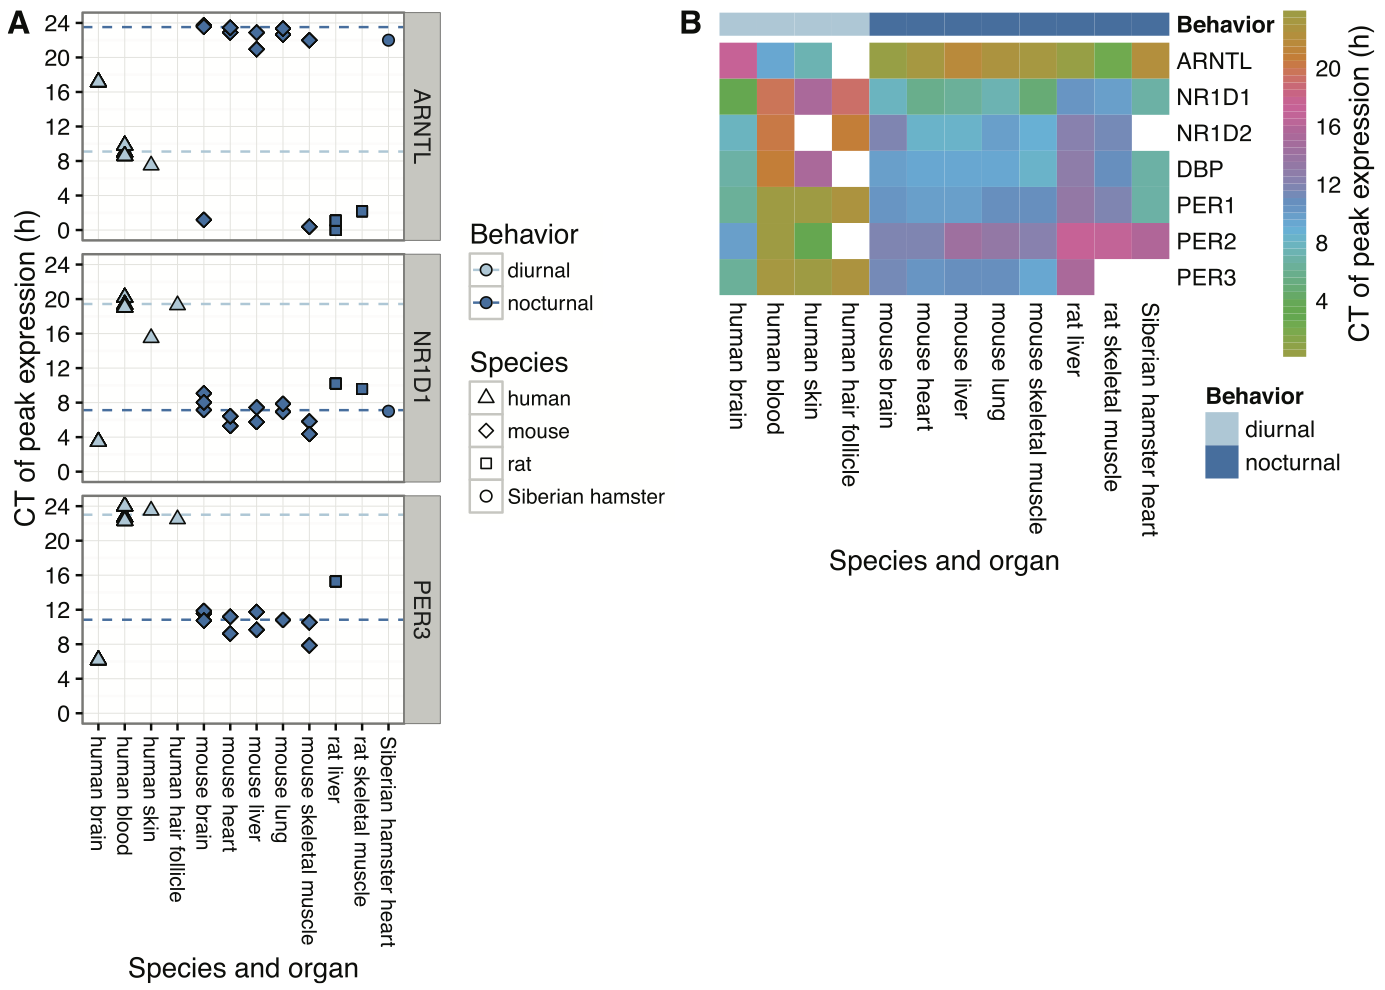 A
CT of peak expression (h)
24
20
16
12
8
4
0
ARNTL
24
20
16
12
8
4
0
NR1D1
24
20
16
12
8
4
0
PER3
human brain
human blood
human skin
human hair follicle
mouse brain
mouse heart
mouse liver
mouse lung
mouse skeletal muscle
rat liver
rat skeletal muscle
Siberian hamster heart
Species and organ
Behavior
diurnal
nocturnal
Species
human
mouse
rat
Siberian hamster
B
Behavior
ARNTL
NR1D1
NR1D2
DBP
PER1
PER2
PER3
human brain
human blood
human skin
human hair follicle
mouse brain
mouse heart
mouse liver
mouse lung
mouse skeletal muscle
rat liver
rat skeletal muscle
Siberian hamster heart
Species and organ
20
16
12
8
4
CT of peak expression (h)
Behavior
diurnal
nocturnal